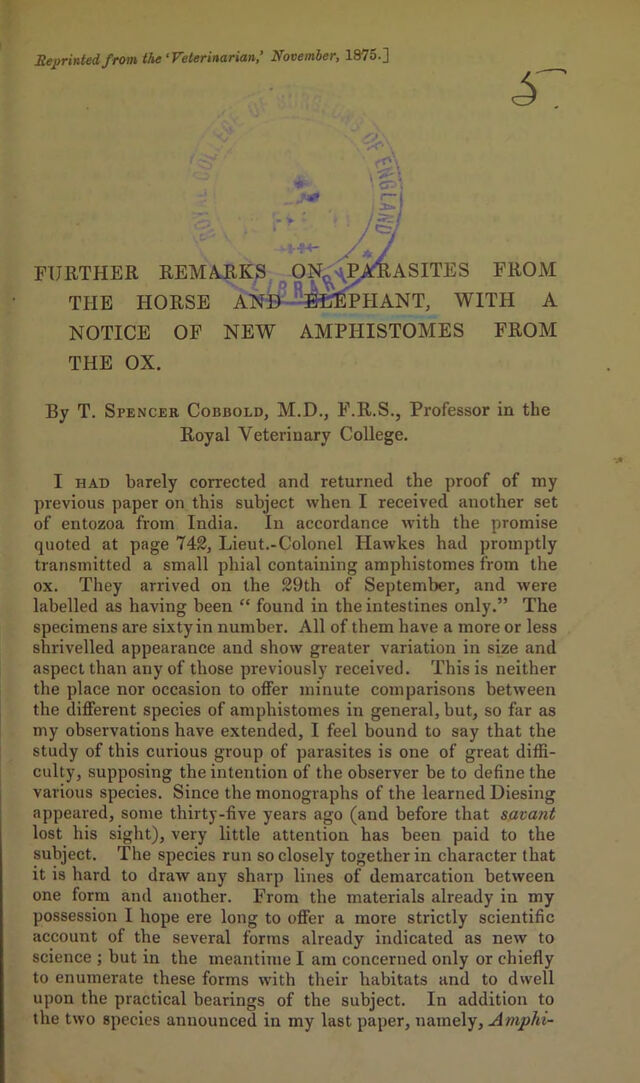 Reprinted from the ‘Veterinarian,’ November, 1875.]
5.
ROYAL COLLEGE OF SURGEONS OF ENGLAND
LIBRARY
FURTHER REMARKS ON PARASITES FROM
THE HORSE AND ELEPHANT, WITH A
NOTICE OF NEW AMPHISTOMES FROM
THE OX.
By T. Spencer Cobbold, M.D., F.R.S., Professor in the
Royal Veterinary College.
I HAD barely corrected and returned the proof of my
previous paper on this subject when I received another set
of entozoa from India. In accordance with the promise
quoted at page 742, Lieut.-Colonel Hawkes had promptly
transmitted a small phial containing amphistomes from the
ox. They arrived on the 29th of September, and were
labelled as having been “ found in the intestines only.” The
specimens are sixty in number. All of them have a more or less
shrivelled appearance and show greater variation in size and
aspect than any of those previously received. This is neither
the place nor occasion to offer minute comparisons between
the different species of amphistomes in general, but, so far as
my observations have extended, I feel bound to say that the
study of this curious group of parasites is one of great diffi-
culty, supposing the intention of the observer be to define the
various species. Since the monographs of the learned Diesing
appeared, some thirty-five years ago (and before that savant
lost his sight), very little attention has been paid to the
subject. The species run so closely together in character that
it is hard to draw any sharp lines of demarcation between
one form and another. From the materials already in my
possession I hope ere long to offer a more strictly scientific
account of the several forms already indicated as new to
science ; but in the meantime I am concerned only or chiefly
to enumerate these forms with their habitats and to dwell
upon the practical bearings of the subject. In addition to
the two species announced in my last paper, namely, Amphi-